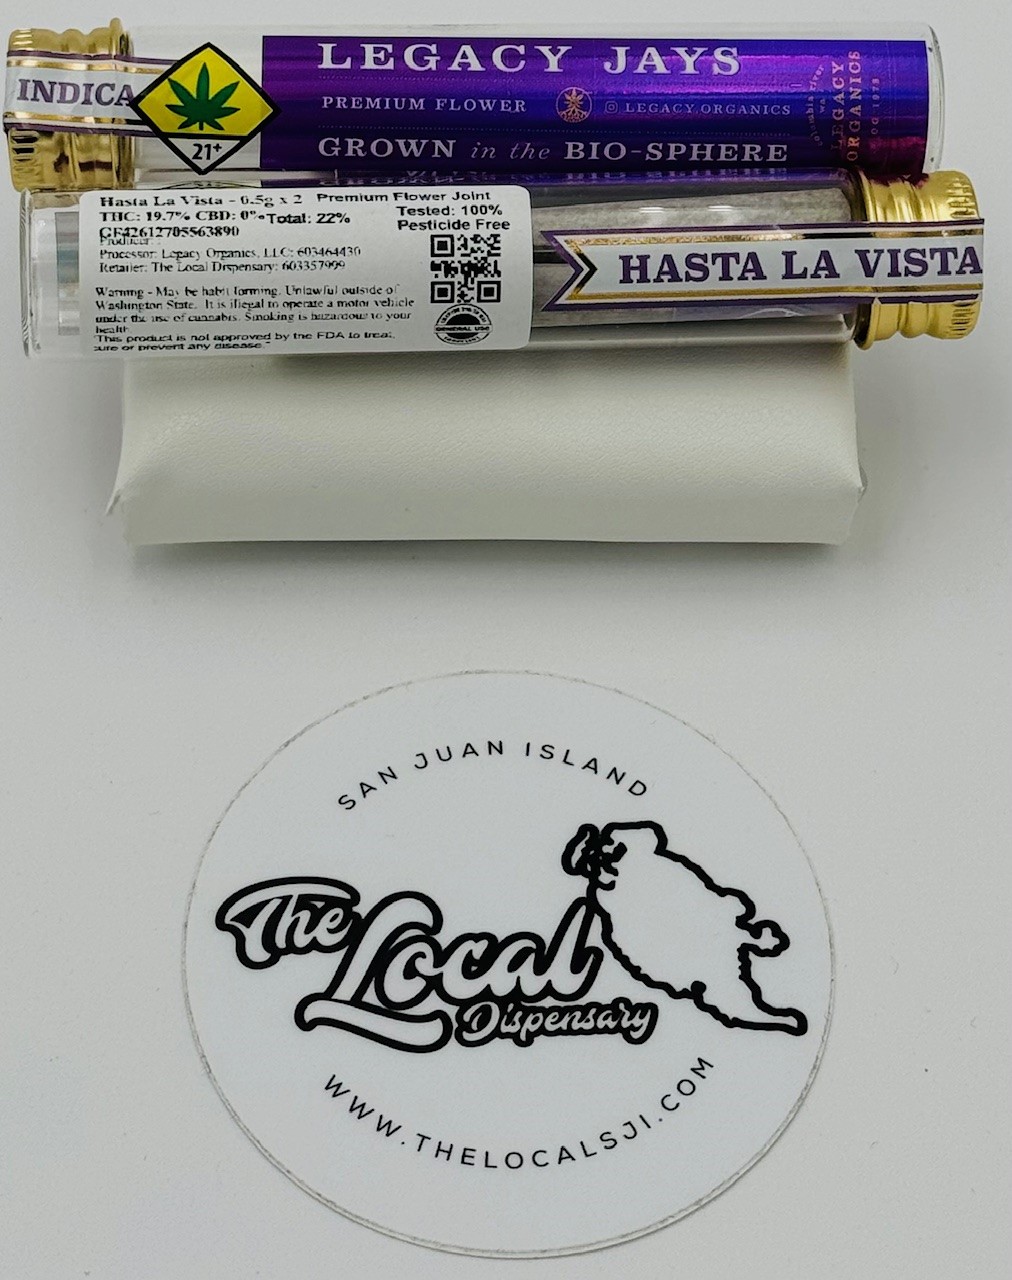 INDICA
21+
LEGACY JAYS
PREMIUM FLOWER LEGACY.ORGANICS
GROWN in the BIO-SPHERE
LEGACY
ORGANICS
Hasta La Vista - 0.5g x 2 Premium Flower Joint
THC: 19.7% CBD: 0% Total: 22%
Tested: 100%
Pesticide Free
GF42612705563890
Producer:
Processor: Legacy Organics, LLC: 603464430
Retailer: The Local Dispensary: 603357999
Warning - May be habit forming. Unlawful outside of
Washington State. It is illegal to operate a motor vehicle
under the use of cannabis. Smoking is hazardous to your
health.
"This product is not approved by the FDA to treat,
cure or prevent any disease."
GENERAL USE
HASTA LA VISTA
SAN JUAN ISLAND
The Local
Dispensary
WWW.THELOCALSJI.COM